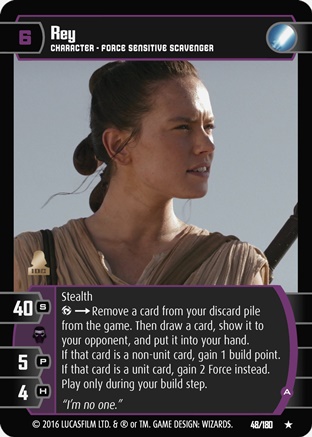 6
Rey
CHARACTER - FORCE SENSITIVE SCAVENGER
40 S
5 P
4 H
Stealth
Remove a card from your discard pile
from the game. Then draw a card, show it to
your opponent, and put it into your hand.
If that card is a non-unit card, gain 1 build point.
If that card is a unit card, gain 2 Force instead.
Play only during your build step.
"I'm no one."
A
© 2016 LUCASFILM LTD. & ® or TM. GAME DESIGN: WIZARDS.
48/180